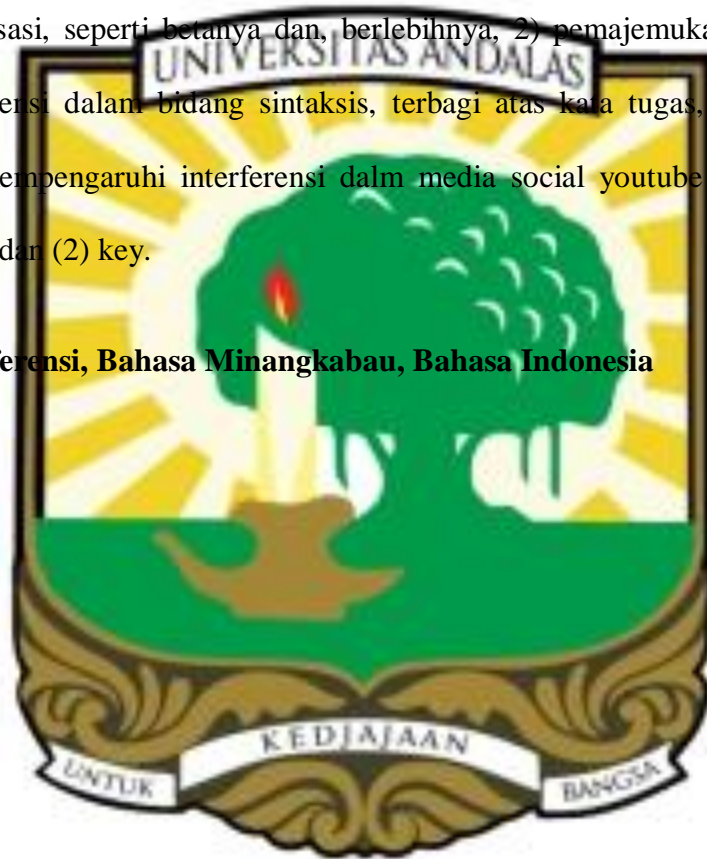 sasi, seperti betanya dan, berlebihnya, 2) pemajemuka
UNIVERSITAS ANDALAS
ensi dalam bidang sintaksis, terbagi atas kata tugas,
empengaruhi interferensi dalm media social youtube
dan (2) key.
ferensi, Bahasa Minangkabau, Bahasa Indonesia
KEDJAJAAN
UNTUK BANGSA